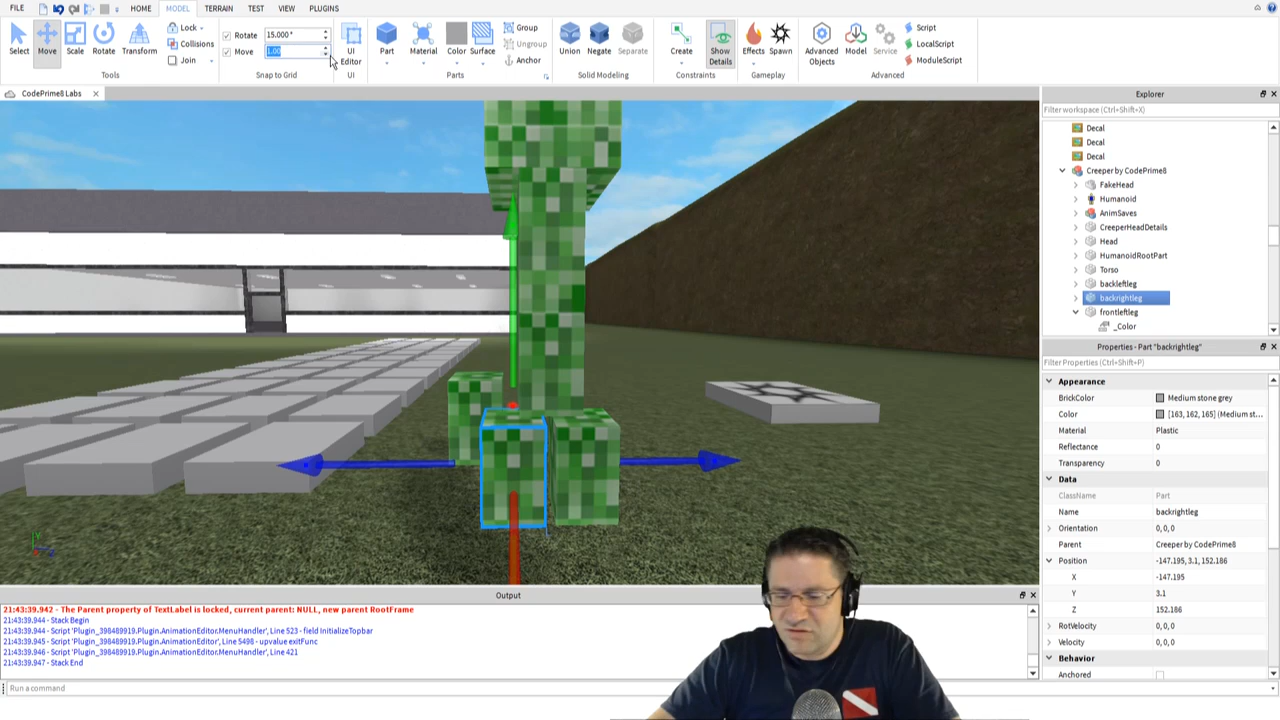 FILE
HOME
MODEL
TERRAIN
TEST
VIEW
PLUGINS
Select
Move
Scale
Rotate
Transform
Lock
Collisions
Join
Tools
Rotate
15.000°
Move
1.00
Snap to Grid
UI
Editor
UI
Part
Material
Color
Surface
Group
Ungroup
Anchor
Parts
Union
Negate
Separate
Solid Modeling
Create
Show
Details
Constraints
Effects
Spawn
Gameplay
Advanced
Objects
Model
Service
Script
LocalScript
ModuleScript
Advanced
CodePrime8 Labs
Explorer
Filter workspace (Ctrl+Shift+X)
Decal
Decal
Decal
Creeper by CodePrime8
FakeHead
Humanoid
AnimSaves
CreeperHeadDetails
Head
HumanoidRootPart
Torso
backleftleg
backrightleg
frontleftleg
_Color
Properties - Part "backrightleg"
Filter Properties (Ctrl+Shift+P)
Appearance
BrickColor Medium stone grey
Color [163, 162, 165] (Medium st...
Material Plastic
Reflectance 0
Transparency 0
Data
ClassName Part
Name backrightleg
Orientation 0, 0, 0
Parent Creeper by CodePrime8
Position -147.195, 3.1, 152.186
X -147.195
Y 3.1
Z 152.186
RotVelocity 0, 0, 0
Velocity 0, 0, 0
Behavior
Anchored
Output
21:43:39.942 - The Parent property of TextLabel is locked, current parent: NULL, new parent RootFrame
21:43:39.944 - Stack Begin
21:43:39.944 - Script 'Plugin_398489919.Plugin.AnimationEditor.MenuHandler', Line 523 - field InitializeTopbar
21:43:39.945 - Script 'Plugin_398489919.Plugin.AnimationEditor.MenuHandler', Line 5498 - upvalue exitFunc
21:43:39.946 - Script 'Plugin_398489919.Plugin.AnimationEditor.MenuHandler', Line 421
21:43:39.947 - Stack End
Run a command